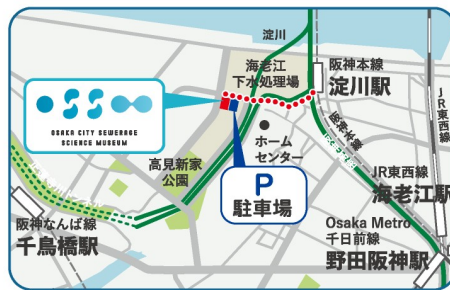 淀川
海老江
下水処理場
阪神本線
淀川駅
OSAKA CITY SEWERAGE
SCIENCE MUSEUM
阪神本線
JR東西線
ホーム
センター
高見新家
公園
P
駐車場
JR東西線
海老江駅
阪神なんば線
千鳥橋駅
Osaka Metro
千日前線
野田阪神駅